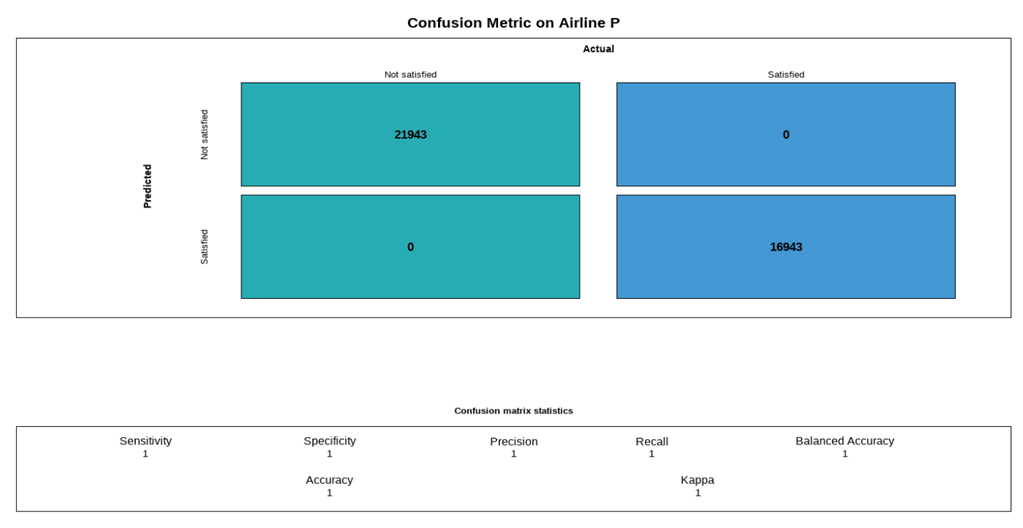 Confusion Metric on Airline P
Actual
Not satisfied Satisfied
Predicted
Not satisfied
21943 0
Satisfied
0 16943
Confusion matrix statistics
Sensitivity Specificity Precision Recall Balanced Accuracy
1 1 1 1 1
Accuracy Kappa
1 1